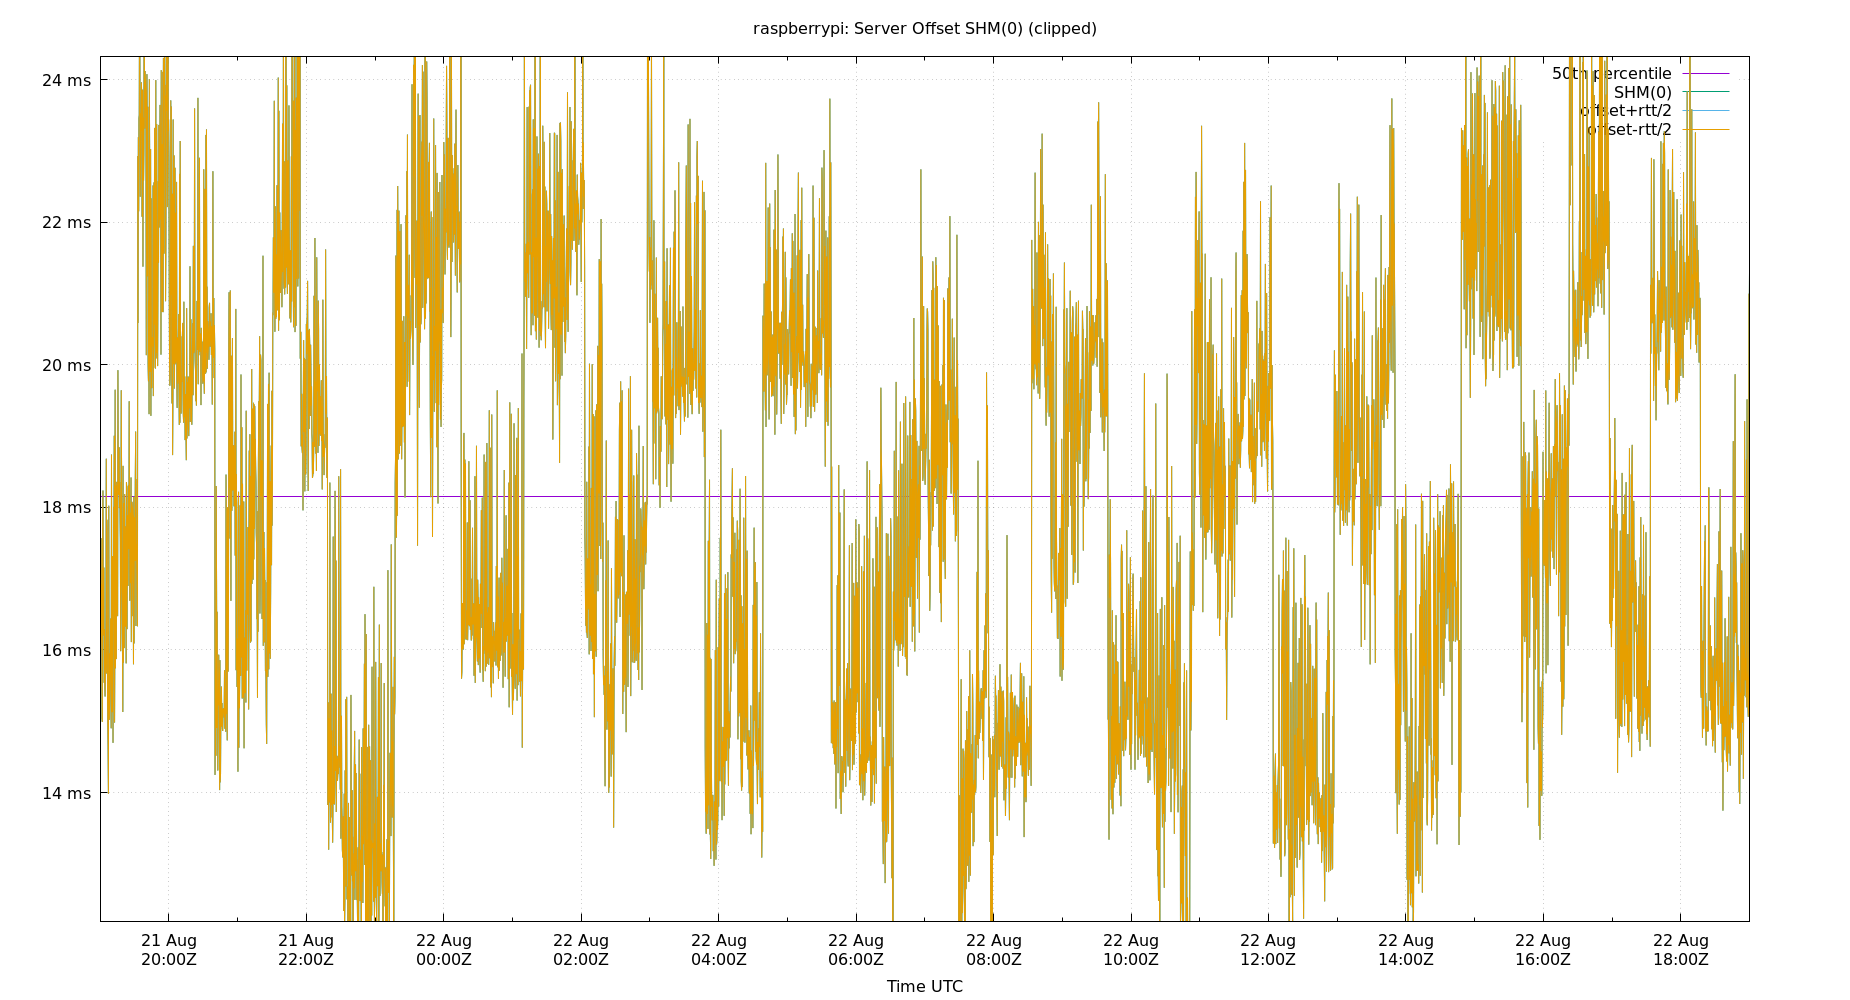 raspberrypi: Server Offset SHM(0) (clipped)
24 ms
22 ms
20 ms
18 ms
16 ms
14 ms
50th percentile
SHM(0)
offset+rtt/2
offset-rtt/2
21 Aug
20:00Z
21 Aug
22:00Z
22 Aug
00:00Z
22 Aug
02:00Z
22 Aug
04:00Z
22 Aug
06:00Z
22 Aug
08:00Z
22 Aug
10:00Z
22 Aug
12:00Z
22 Aug
14:00Z
22 Aug
16:00Z
22 Aug
18:00Z
Time UTC